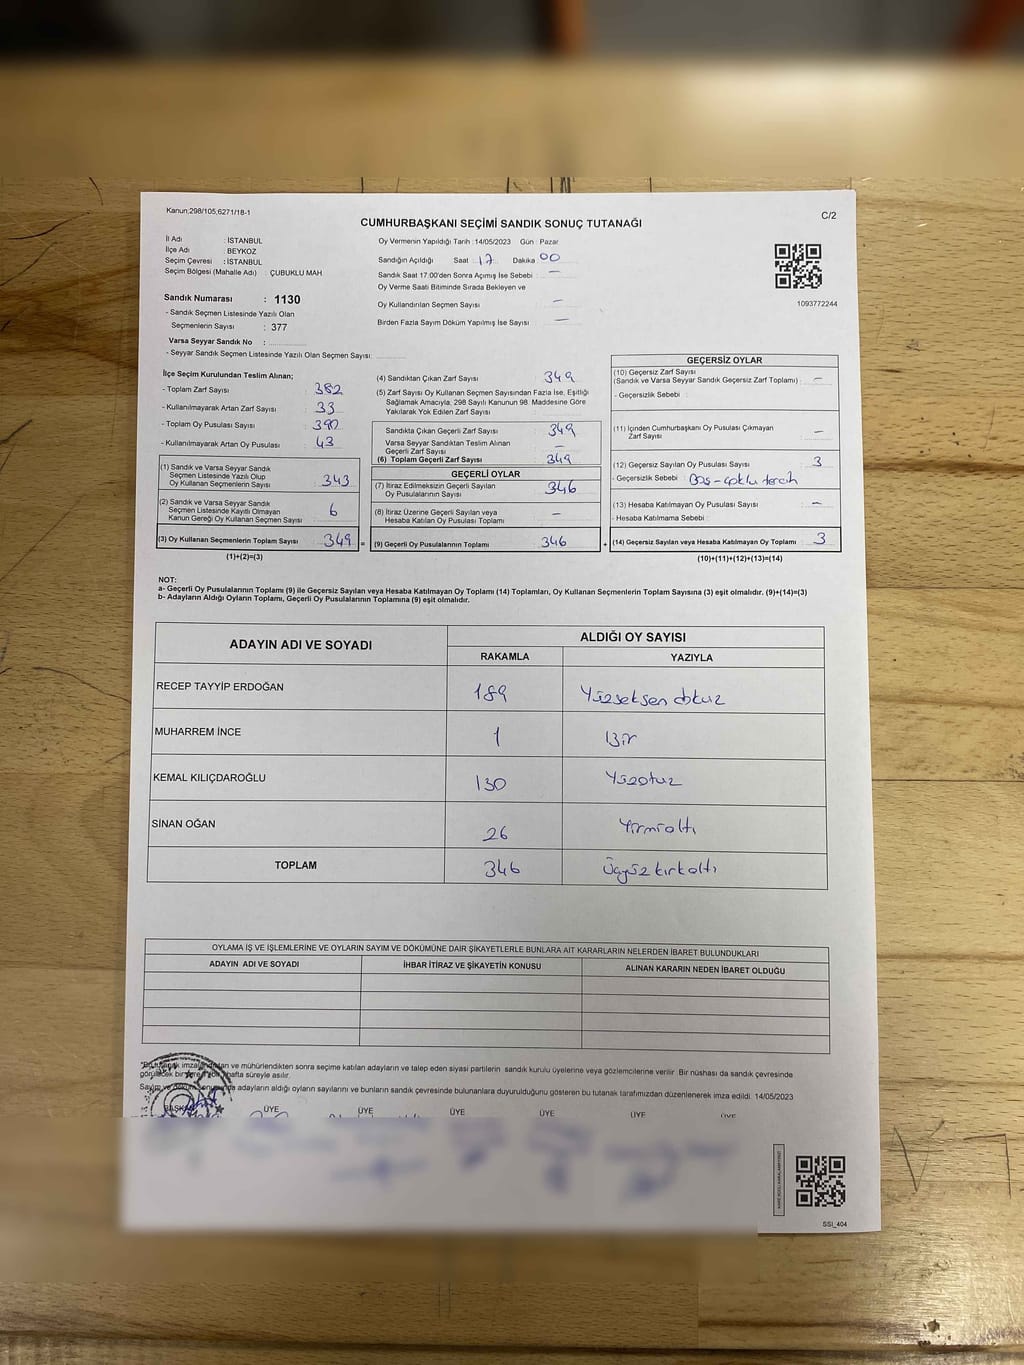 Kanun;298/105,6271/18-1
C/2
CUMHURBAŞKANI SEÇİMİ SANDIK SONUÇ TUTANAĞI
İl Adı : İSTANBUL
İlçe Adı : BEYKOZ
Seçim Çevresi : İSTANBUL
Seçim Bölgesi (Mahalle Adı) : ÇUBUKLU MAH
Sandık Numarası : 1130
- Sandık Seçmen Listesinde Yazılı Olan
Seçmenlerin Sayısı : 377
Varsa Seyyar Sandık No :
- Seyyar Sandık Seçmen Listesinde Yazılı Olan Seçmen Sayısı:
Oy Vermenin Yapıldığı Tarih : 14/05/2023 Gün : Pazar
Sandığın Açıldığı Saat 17 Dakika 00
Sandık Saat 17:00'den Sonra Açımış İse Sebebi : —
Oy Verme Saati Bitiminde Sırada Bekleyen ve
Oy Kullandırılan Seçmen Sayısı —
Birden Fazla Sayım Döküm Yapılmış İse Sayısı —
1093772244
İlçe Seçim Kurulundan Teslim Alınan;
- Toplam Zarf Sayısı 382
- Kullanılmayarak Artan Zarf Sayısı 33
- Toplam Oy Pusulası Sayısı
- Kullanılmayarak Artan Oy Pusulası 43
(1) Sandık ve Varsa Seyyar Sandık
Seçmen Listesinde Yazılı Olup
Oy Kullanan Seçmenlerin Sayısı 343
(2) Sandık ve Varsa Seyyar Sandık
Seçmen Listesinde Kayıtlı Olmayan
Kanun Gereği Oy Kullanan Seçmen Sayısı 6
(3) Oy Kullanan Seçmenlerin Toplam Sayısı 349 =
(1)+(2)=(3)
(4) Sandıktan Çıkan Zarf Sayısı 349
(5) Zarf Sayısı Oy Kullanan Seçmen Sayısından Fazla İse, Eşitliği
Sağlamak Amacıyla; 298 Sayılı Kanunun 98. Maddesine Göre
Yakılarak Yok Edilen Zarf Sayısı
Sandıkta Çıkan Geçerli Zarf Sayısı 349
Varsa Seyyar Sandıktan Teslim Alınan
Geçerli Zarf Sayısı —
(6) Toplam Geçerli Zarf Sayısı 349
GEÇERLİ OYLAR
(7) İtiraz Edilmeksizin Geçerli Sayılan
Oy Pusulalarının Sayısı 346
(8) İtiraz Üzerine Geçerli Sayılan veya
Hesaba Katılan Oy Pusulası Toplamı —
(9) Geçerli Oy Pusulalarının Toplamı 346 +
GEÇERSİZ OYLAR
(10) Geçersiz Zarf Sayısı
(Sandık ve Varsa Seyyar Sandık Geçersiz Zarf Toplamı) : —
- Geçersizlik Sebebi :
(11) İçinden Cumhurbaşkanı Oy Pusulası Çıkmayan
Zarf Sayısı —
(12) Geçersiz Sayılan Oy Pusulası Sayısı 3
- Geçersizlik Sebebi : Boş-çoklu tercih
(13) Hesaba Katılmayan Oy Pusulası Sayısı —
- Hesaba Katılmama Sebebi :
(14) Geçersiz Sayılan veya Hesaba Katılmayan Oy Toplamı 3
(10)+(11)+(12)+(13)=(14)
NOT:
a- Geçerli Oy Pusulalarının Toplamı (9) ile Geçersiz Sayılan veya Hesaba Katılmayan Oy Toplamı (14) Toplamları, Oy Kullanan Seçmenlerin Toplam Sayısına (3) eşit olmalıdır. (9)+(14)=(3)
b- Adayların Aldığı Oyların Toplamı, Geçerli Oy Pusulalarının Toplamına (9) eşit olmalıdır.
ADAYIN ADI VE SOYADI ALDIĞI OY SAYISI
RAKAMLA YAZIYLA
RECEP TAYYİP ERDOĞAN 189 Yüzseksen dokuz
MUHARREM İNCE 1 Bir
KEMAL KILIÇDAROĞLU 130 Yüzotuz
SİNAN OĞAN 26 Yirmialtı
TOPLAM 346 Üçyüzkırkaltı
OYLAMA İŞ VE İŞLEMLERİNE VE OYLARIN SAYIM VE DÖKÜMÜNE DAİR ŞİKAYETLERLE BUNLARA AİT KARARLARIN NELERDEN İBARET BULUNDUKLARI
ADAYIN ADI VE SOYADI İHBAR İTİRAZ VE ŞİKAYETİN KONUSU ALINAN KARARIN NEDEN İBARET OLDUĞU
ve mühürlendikten sonra seçime katılan adayların ve talep eden siyasi partilerin sandık kurulu üyelerine veya gözlemcilerine verilir. Bir nüshası da sandık çevresinde
hafta süreyle asılır.
adayların aldığı oyların sayılarını ve bunların sandık çevresinde bulunanlara duyurulduğunu gösteren bu tutanak tarafımızdan düzenlenerek imza edildi. 14/05/2023
BAŞKAN ÜYE ÜYE ÜYE ÜYE ÜYE ÜYE
SSİ_404